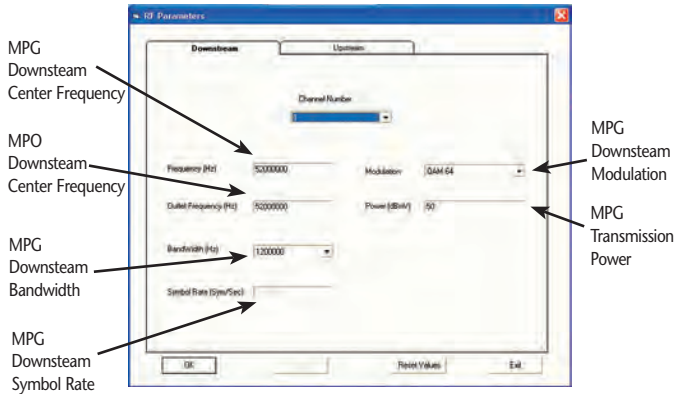 RF Parameters
Downstream
Upstream
Channel Number
1
Frequency (Hz)
52000000
Modulation
QAM 64
Outlet Frequency (Hz)
52000000
Power (dBmV)
50
Bandwidth (Hz)
1200000
Symbol Rate (Sym/Sec)
OK
Reset Values
Exit
MPG
Downsteam
Center Frequency
MPO
Downsteam
Center Frequency
MPG
Downsteam
Bandwidth
MPG
Downsteam
Symbol Rate
MPG
Downsteam
Modulation
MPG
Transmission
Power